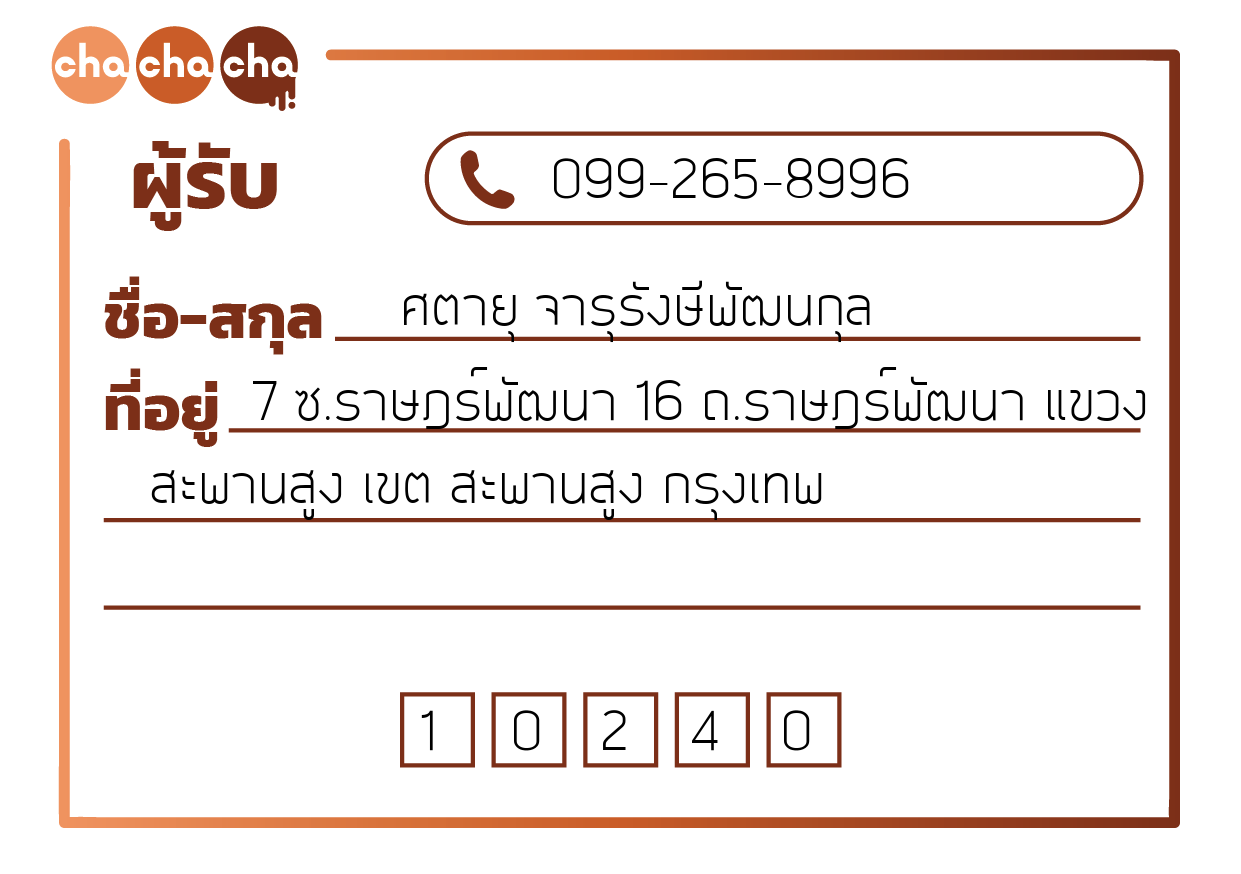 cha cha cha
ผู้รับ 099-265-8996
ชื่อ-สกุล ศตายุ จารุรังษีพัฒนกุล
ที่อยู่ 7 ซ.ราษฎร์พัฒนา 16 ถ.ราษฎร์พัฒนา แขวง
สะพานสูง เขต สะพานสูง กรุงเทพ
1 0 2 4 0